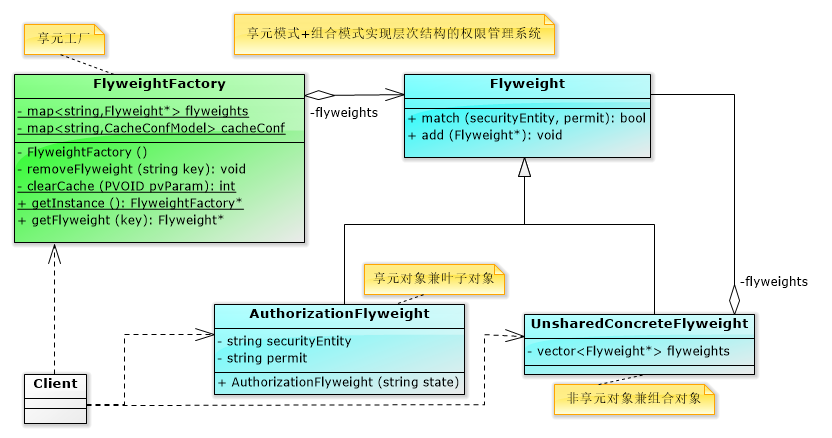 享元工厂
享元模式+组合模式实现层次结构的权限管理系统
FlyweightFactory
- map<string,Flyweight*> flyweights
- map<string,CacheConfModel> cacheConf
- FlyweightFactory ()
- removeFlyweight (string key): void
- clearCache (PVOID pvParam): int
+ getInstance (): FlyweightFactory*
+ getFlyweight (key): Flyweight*
-flyweights
Flyweight
+ match (securityEntity, permit): bool
+ add (Flyweight*): void
享元对象兼叶子对象
-flyweights
AuthorizationFlyweight
- string securityEntity
- string permit
+ AuthorizationFlyweight (string state)
UnsharedConcreteFlyweight
- vector<Flyweight*> flyweights
Client
非享元对象兼组合对象